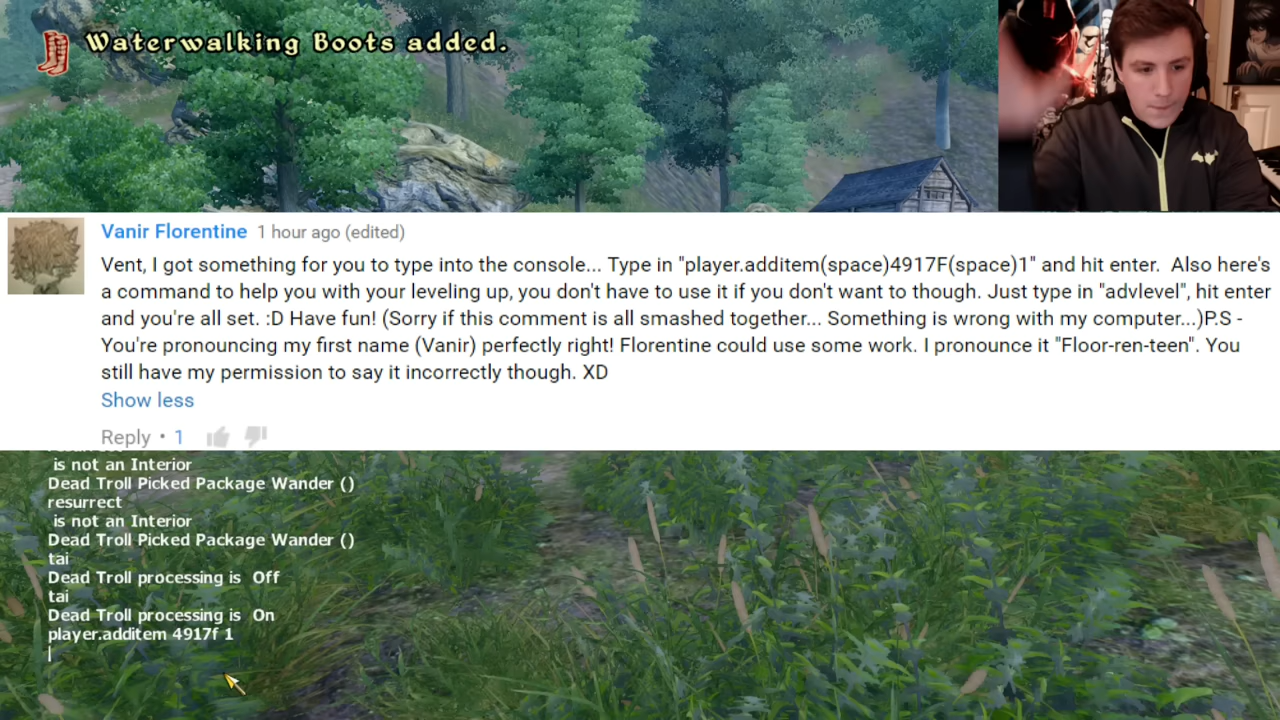 Waterwalking Boots added.
Vanir Florentine 1 hour ago (edited)
Vent, I got something for you to type into the console... Type in "player.additem(space)4917F(space)1" and hit enter. Also here's
a command to help you with your leveling up, you don't have to use it if you don't want to though. Just type in "advlevel", hit enter
and you're all set. :D Have fun! (Sorry if this comment is all smashed together... Something is wrong with my computer...)P.S -
You're pronouncing my first name (Vanir) perfectly right! Florentine could use some work. I pronounce it "Floor-ren-teen". You
still have my permission to say it incorrectly though. XD
Show less
Reply • 1
is not an Interior
Dead Troll Picked Package Wander ()
resurrect
is not an Interior
Dead Troll Picked Package Wander ()
tai
Dead Troll processing is Off
tai
Dead Troll processing is On
player.additem 4917f 1